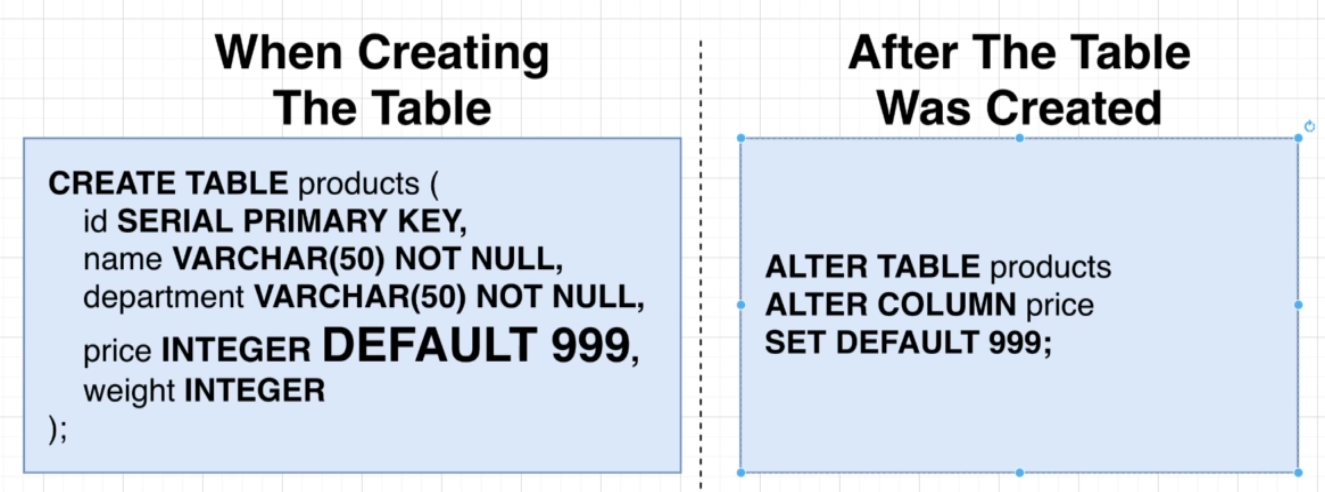 When Creating
The Table
CREATE TABLE products (
id SERIAL PRIMARY KEY,
name VARCHAR(50) NOT NULL,
department VARCHAR(50) NOT NULL,
price INTEGER DEFAULT 999,
weight INTEGER
);
After The Table
Was Created
ALTER TABLE products
ALTER COLUMN price
SET DEFAULT 999;